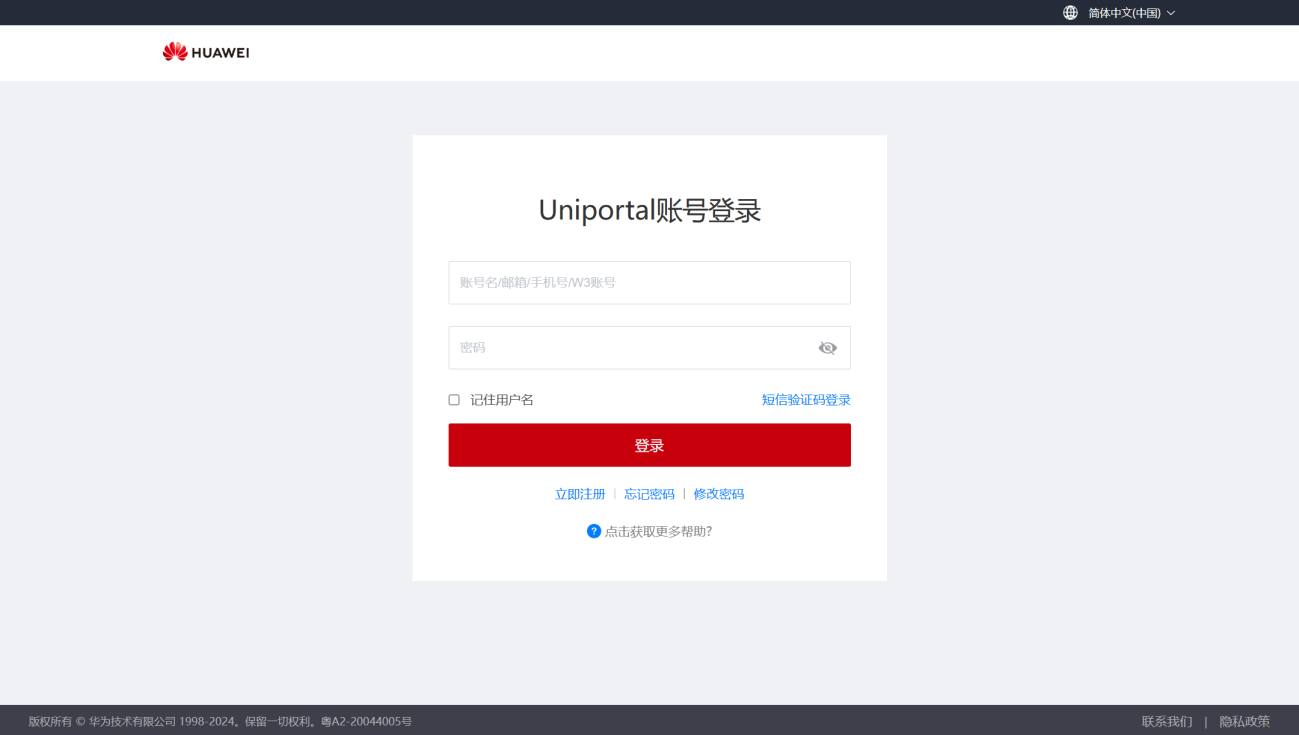 简体中文(中国)
HUAWEI
Uniportal账号登录
账号名/邮箱/手机号/W3账号
密码
记住用户名 短信验证码登录
登录
立即注册 | 忘记密码 | 修改密码
? 点击获取更多帮助?
版权所有 © 华为技术有限公司 1998-2024。保留一切权利。粤A2-20044005号 联系我们 | 隐私政策